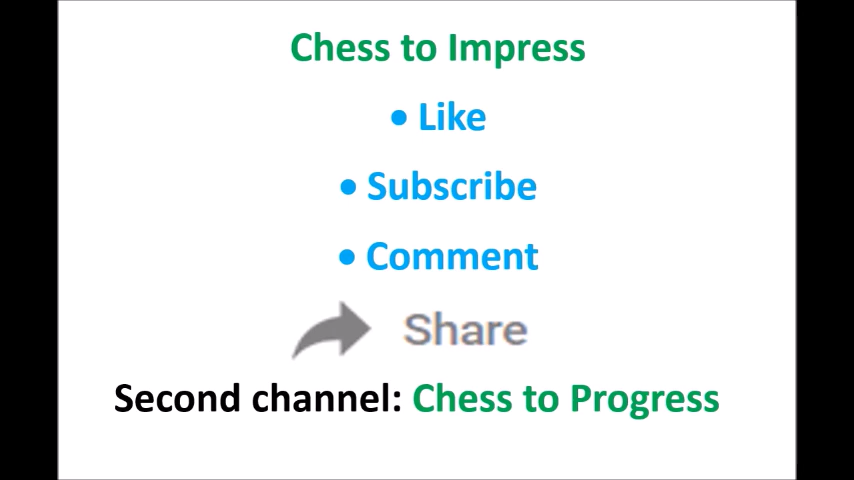 Chess to Impress
• Like
• Subscribe
• Comment
Share
Second channel: Chess to Progress